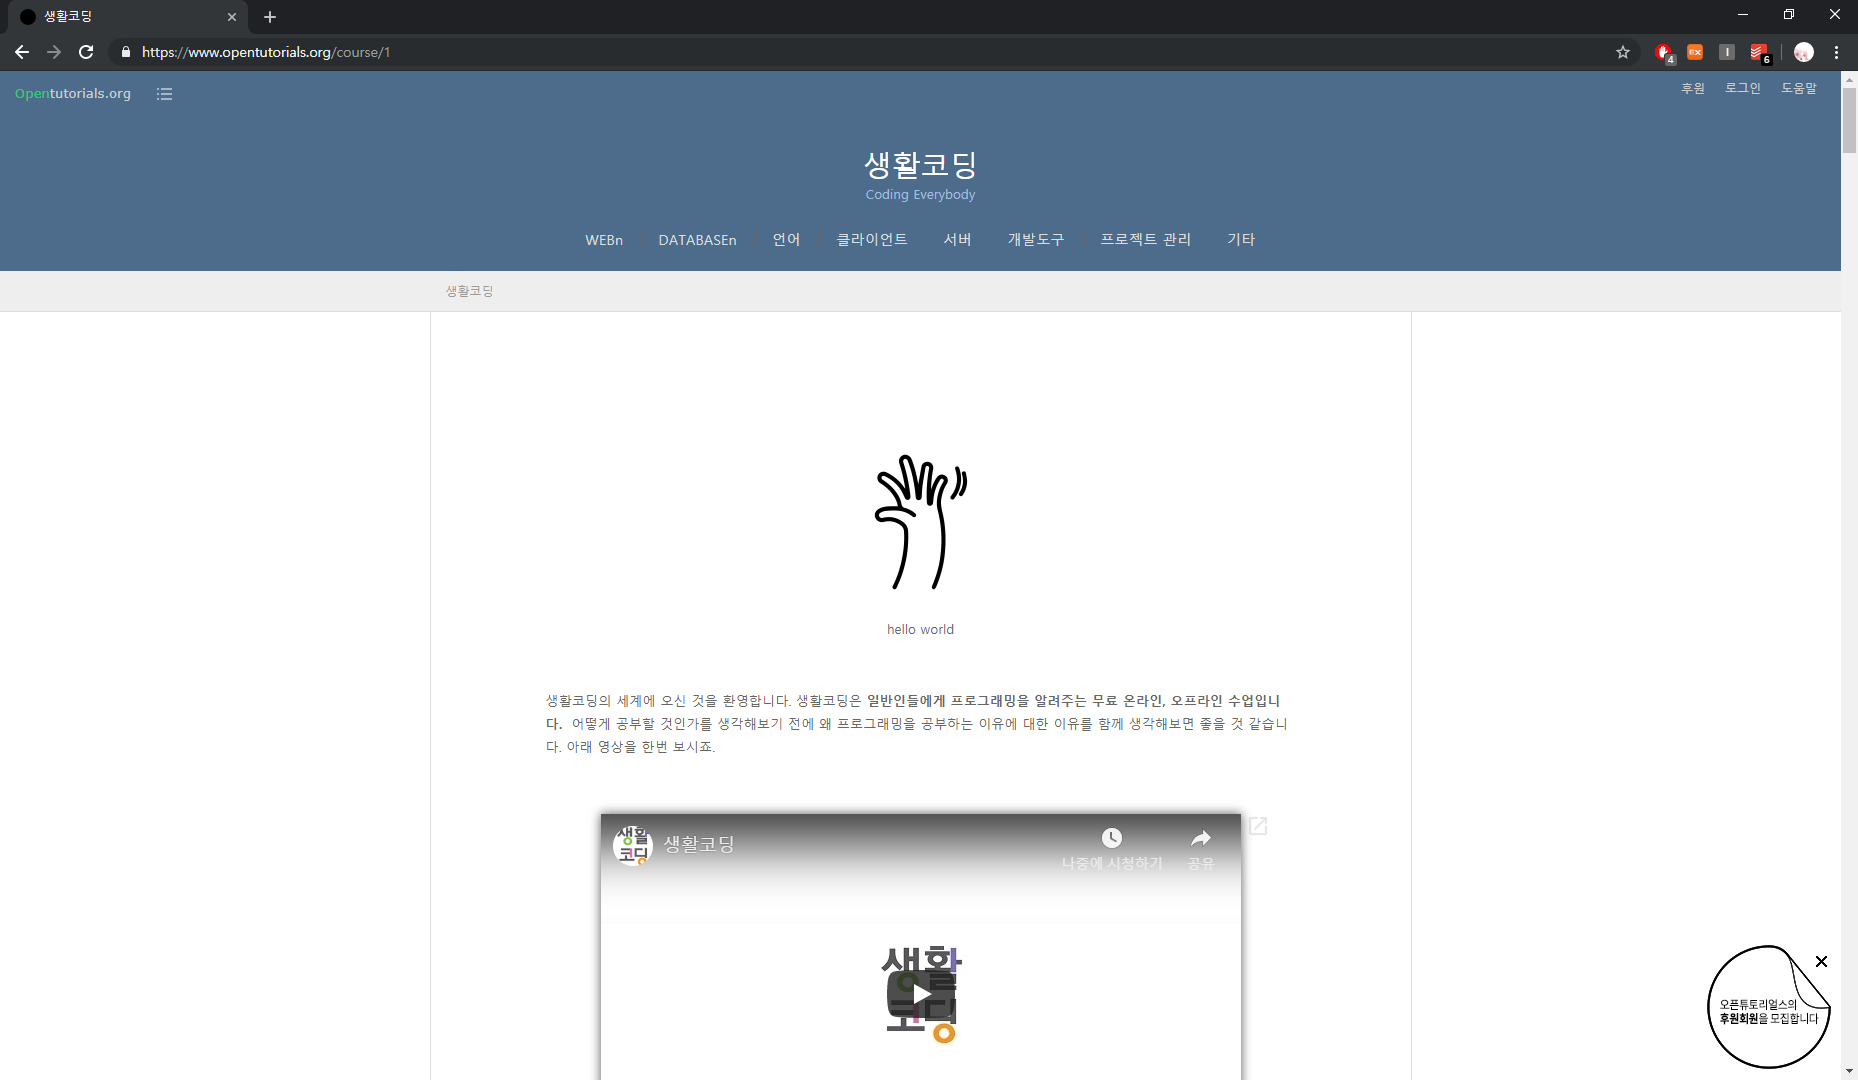 생활코딩
https://www.opentutorials.org/course/1
4
EX
I
6
Opentutorials.org
후원 로그인 도움말
생활코딩
Coding Everybody
WEBn DATABASEn 언어 클라이언트 서버 개발도구 프로젝트 관리 기타
생활코딩
hello world
생활코딩의 세계에 오신 것을 환영합니다. 생활코딩은 일반인들에게 프로그래밍을 알려주는 무료 온라인, 오프라인 수업입니
다. 어떻게 공부할 것인가를 생각해보기 전에 왜 프로그래밍을 공부하는 이유에 대한 이유를 함께 생각해보면 좋을 것 같습니
다. 아래 영상을 한번 보시죠.
생활
코딩
생활코딩
나중에 시청하기
공유
생활
코딩
오픈튜토리얼스의
후원회원을 모집합니다